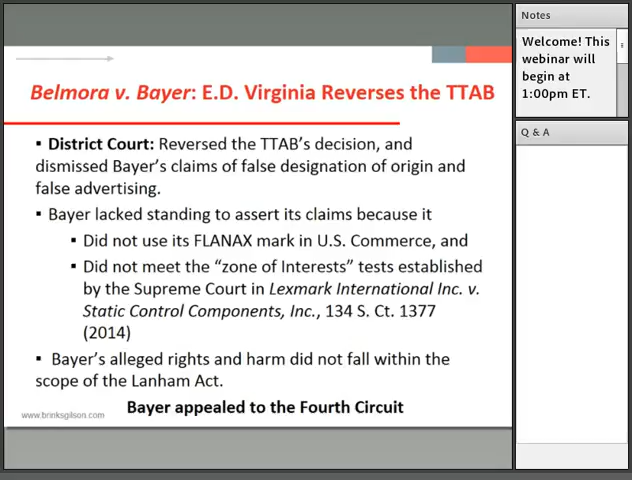 Belmora v. Bayer: E.D. Virginia Reverses the TTAB
▪ District Court: Reversed the TTAB's decision, and
dismissed Bayer's claims of false designation of origin and
false advertising.
▪ Bayer lacked standing to assert its claims because it
▪ Did not use its FLANAX mark in U.S. Commerce, and
▪ Did not meet the “zone of Interests” tests established
by the Supreme Court in Lexmark International Inc. v.
Static Control Components, Inc., 134 S. Ct. 1377
(2014)
▪ Bayer's alleged rights and harm did not fall within the
scope of the Lanham Act.
Bayer appealed to the Fourth Circuit
www.brinksgilson.com
Notes
Welcome! This
webinar will
begin at
1:00pm ET.
Q & A